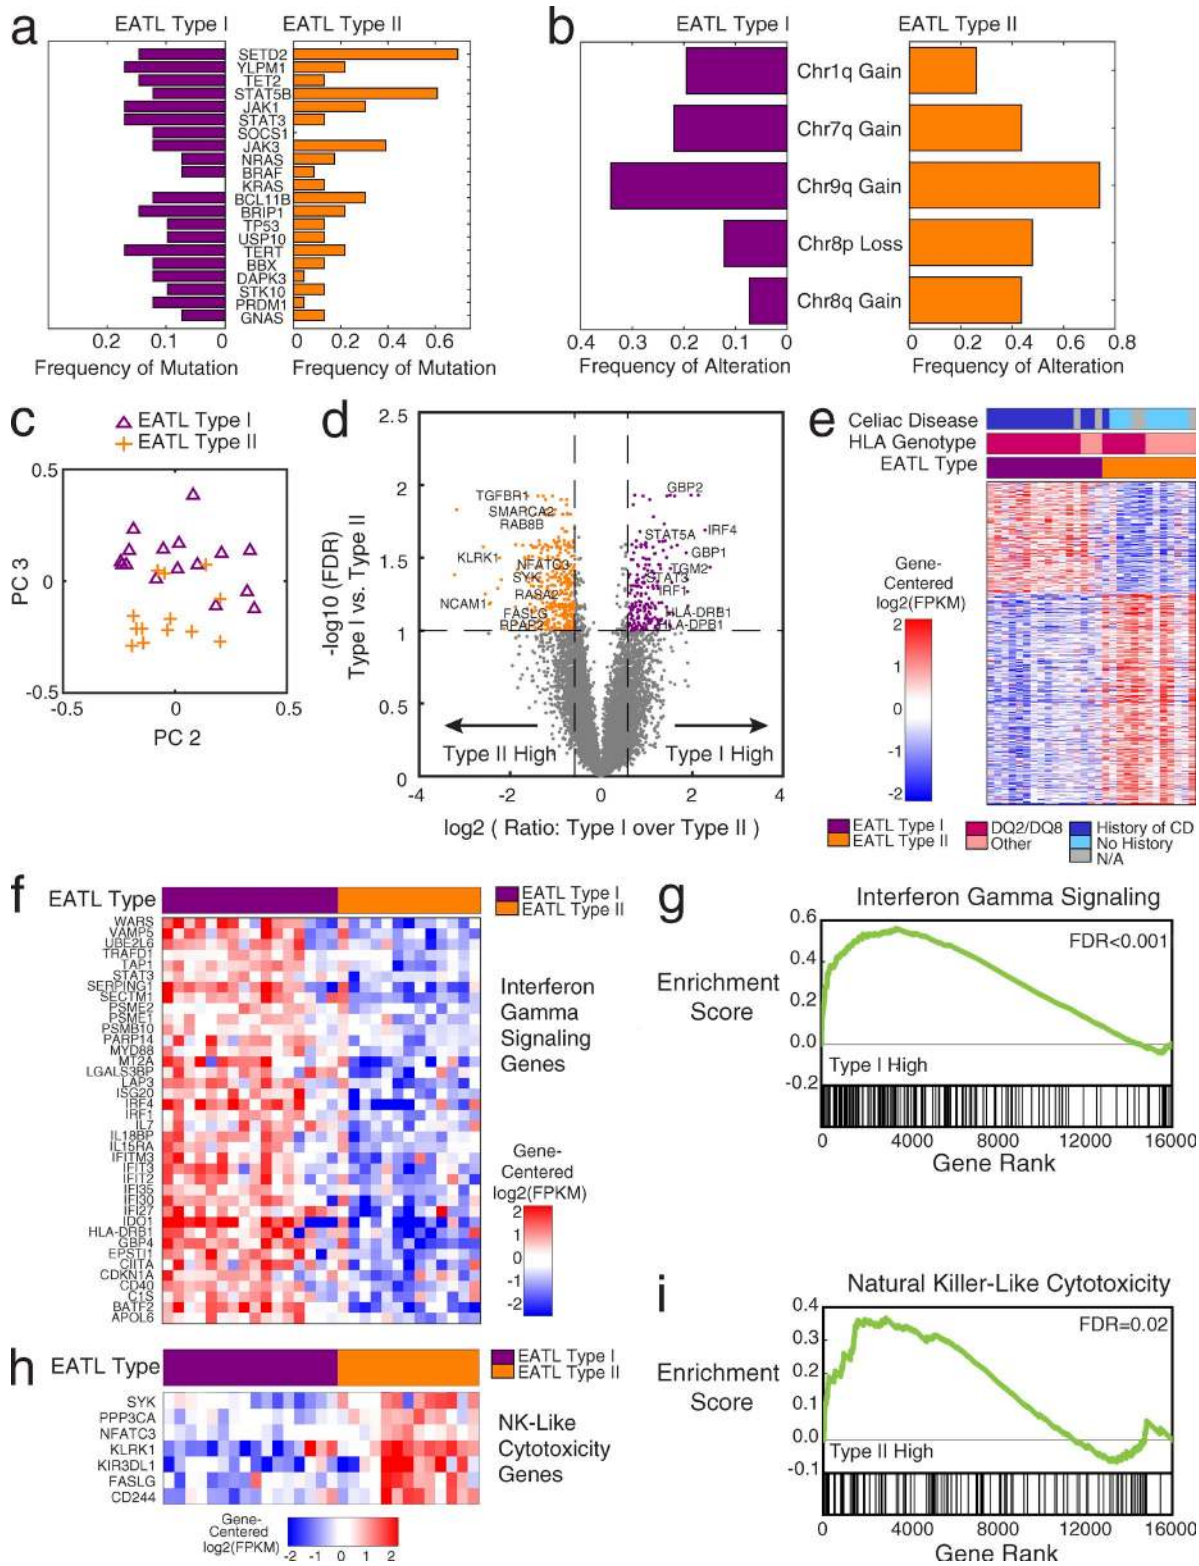 a
EATL Type I
EATL Type II
SETD2
YLPM1
TET2
STAT5B
JAK1
STAT3
SOCS1
JAK3
NRAS
BRAF
KRAS
BCL11B
BRIP1
TP53
USP10
TERT
BBX
DAPK3
STK10
PRDM1
GNAS
0.2 0.1 0
0 0.2 0.4 0.6
Frequency of Mutation
Frequency of Mutation
b
EATL Type I
EATL Type II
Chr1q Gain
Chr7q Gain
Chr9q Gain
Chr8p Loss
Chr8q Gain
0.4 0.3 0.2 0.1 0
0 0.2 0.4 0.6 0.8
Frequency of Alteration
Frequency of Alteration
c
EATL Type I
EATL Type II
0.5
0
-0.5
PC 3
-0.5 0 0.5
PC 2
d
2.5
2
1.5
1
0.5
0
-log10 (FDR)
Type I vs. Type II
TGFBR1
SMARCA2
RAB8B
KLRK1
NFATC3
SYK
RASA2
NCAM1
FASLG
RPAP2
GBP2
STAT5A
IRF4
GBP1
TGM2
STAT3
IRF1
HLA-DRB1
HLA-DPB1
Type II High
Type I High
-4 -2 0 2 4
log2 ( Ratio: Type I over Type II )
e
Celiac Disease
HLA Genotype
EATL Type
Gene-
Centered
log2(FPKM)
2
1
0
-1
-2
EATL Type I
EATL Type II
DQ2/DQ8
Other
History of CD
No History
N/A
f
EATL Type
EATL Type I
EATL Type II
WARS
VAMP5
UBE2L6
TRAFD1
TAP1
STAT3
SERPING1
SECTM1
PSME2
PSME1
PSMB10
PARP14
MYD88
MT2A
LGALS3BP
LAP3
ISG20
IRF4
IRF1
IL7
IL18BP
IL15RA
IFITM3
IFIT3
IFIT2
IFI35
IFI30
IFI27
IDO1
HLA-DRB1
GBP4
EPSTI1
CIITA
CDKN1A
CD40
C1S
BATF2
APOL6
Interferon
Gamma
Signaling
Genes
Gene-
Centered
log2(FPKM)
2
1
0
-1
-2
g
Interferon Gamma Signaling
FDR<0.001
Enrichment
Score
0.6
0.4
0.2
0.0
-0.2
Type I High
0 4000 8000 12000 16000
Gene Rank
h
EATL Type
EATL Type I
EATL Type II
SYK
PPP3CA
NFATC3
KLRK1
KIR3DL1
FASLG
CD244
NK-Like
Cytotoxicity
Genes
Gene-
Centered
log2(FPKM)
-2 -1 0 1 2
i
Natural Killer-Like Cytotoxicity
FDR=0.02
Enrichment
Score
0.4
0.3
0.2
0.0
-0.1
Type II High
0 4000 8000 12000 16000
Gene Rank